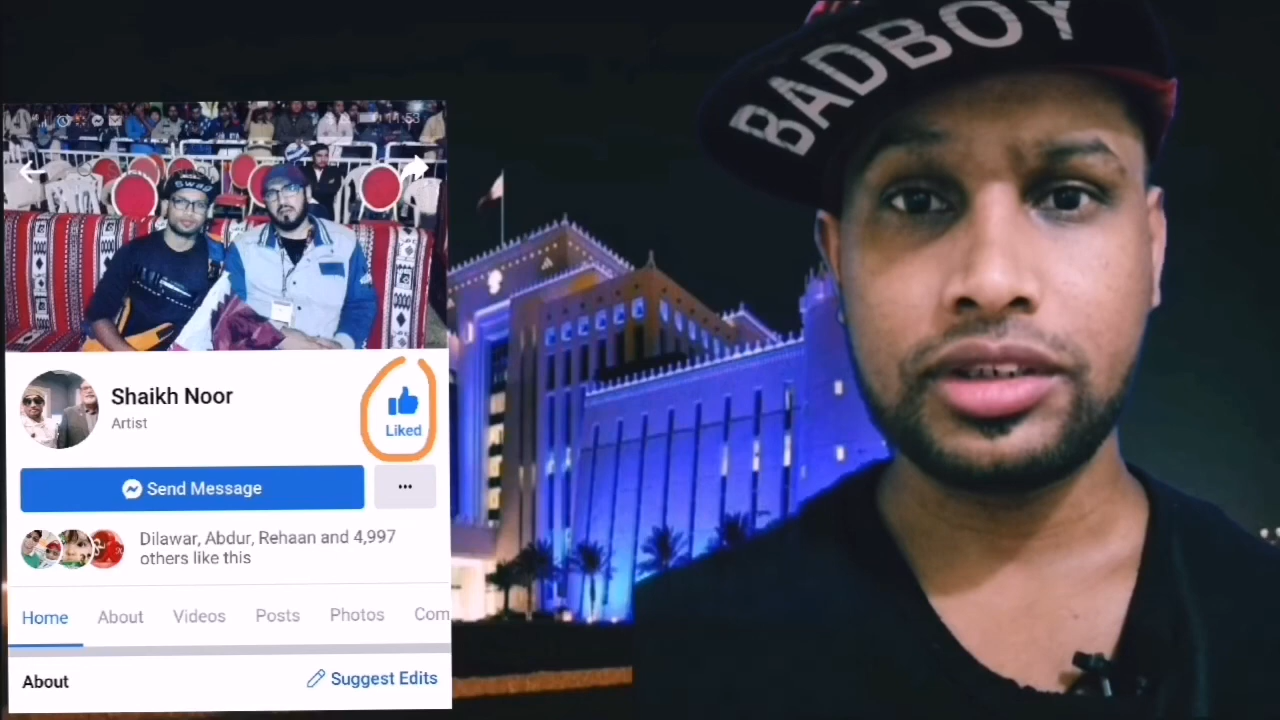 BADBOY
Swag
Shaikh Noor
Artist
Liked
Send Message
Dilawar, Abdur, Rehaan and 4,997
others like this
Home About Videos Posts Photos Com
About
Suggest Edits